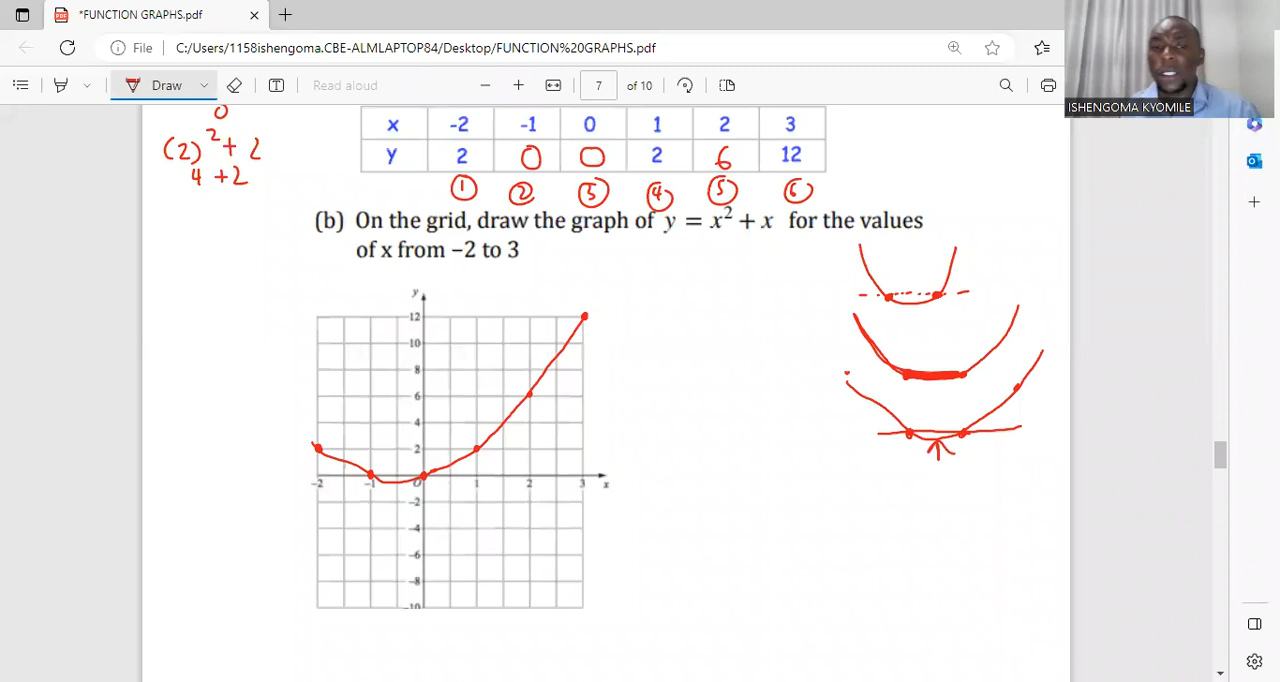 *FUNCTION GRAPHS.pdf
File C:/Users/1158ishengoma.CBE-ALMLAPTOP84/Desktop/FUNCTION%20GRAPHS.pdf
Draw Read aloud 7 of 10
ISHENGOMA KYOMILE
0
(2)² + 2
4 + 2
x -2 -1 0 1 2 3
y 2 0 0 2 6 12
1 2 3 4 5 6
(b) On the grid, draw the graph of y = x² + x for the values
of x from −2 to 3
y
12
10
8
6
4
2
-2 -1 O 1 2 3 x
-2
-4
-6
-8
-10